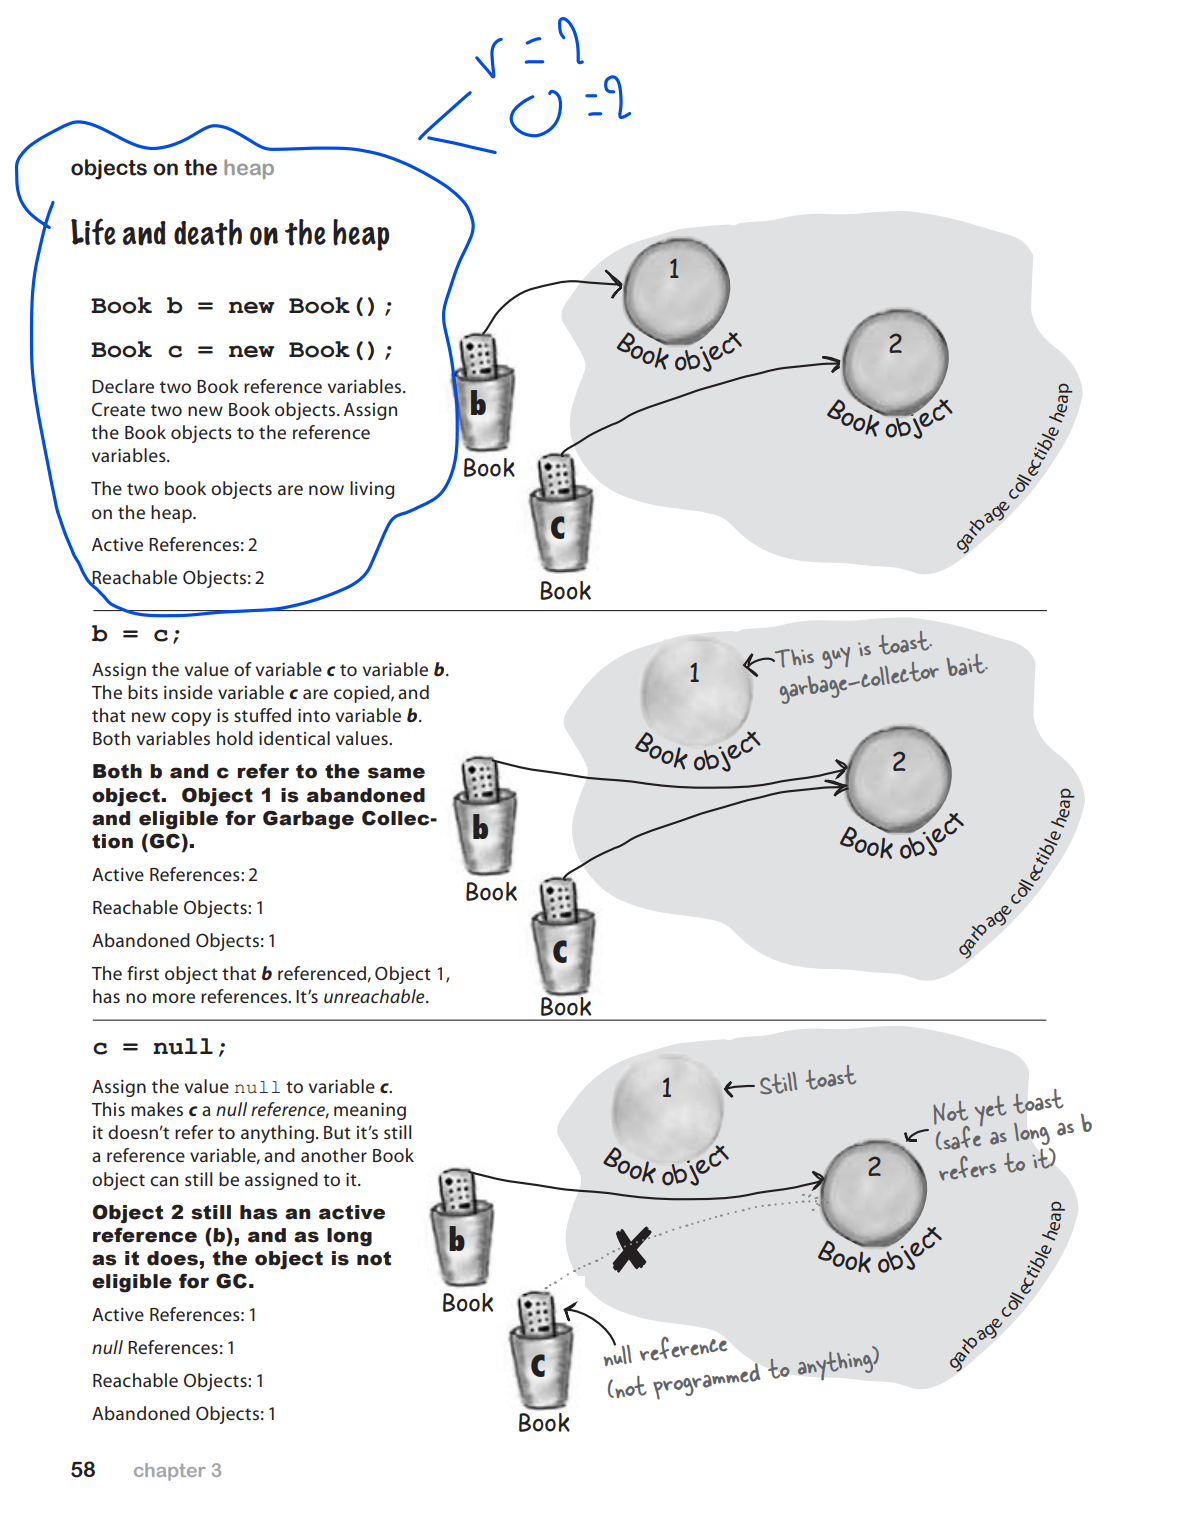 r = 2
O = 2
objects on the heap
Life and death on the heap
Book b = new Book();
Book c = new Book();
Declare two Book reference variables.
Create two new Book objects. Assign
the Book objects to the reference
variables.
The two book objects are now living
on the heap.
Active References: 2
Reachable Objects: 2
1
Book object
2
Book object
b
Book
c
Book
garbage collectible heap
b = c;
Assign the value of variable c to variable b.
The bits inside variable c are copied, and
that new copy is stuffed into variable b.
Both variables hold identical values.
Both b and c refer to the same
object. Object 1 is abandoned
and eligible for Garbage Collec-
tion (GC).
Active References: 2
Reachable Objects: 1
Abandoned Objects: 1
The first object that b referenced, Object 1,
has no more references. It's unreachable.
1
This guy is toast.
garbage-collector bait.
Book object
2
Book object
b
Book
c
Book
garbage collectible heap
c = null;
Assign the value null to variable c.
This makes c a null reference, meaning
it doesn't refer to anything. But it's still
a reference variable, and another Book
object can still be assigned to it.
Object 2 still has an active
reference (b), and as long
as it does, the object is not
eligible for GC.
Active References: 1
null References: 1
Reachable Objects: 1
Abandoned Objects: 1
1
Still toast
Book object
Not yet toast
(safe as long as b
refers to it)
2
Book object
b
Book
c
Book
null reference
(not programmed to anything)
garbage collectible heap
58 chapter 3